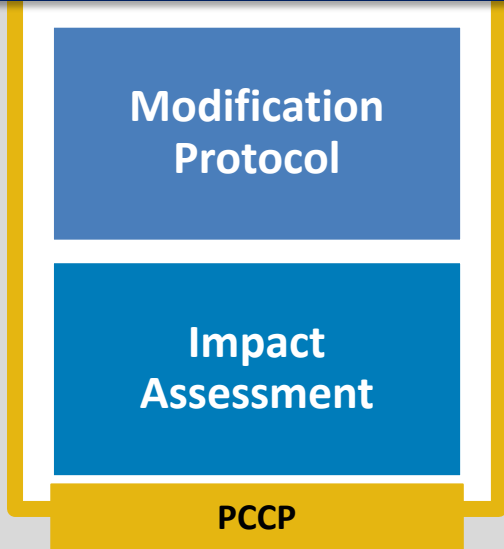 Modification
Protocol
Impact
Assessment
PCCP